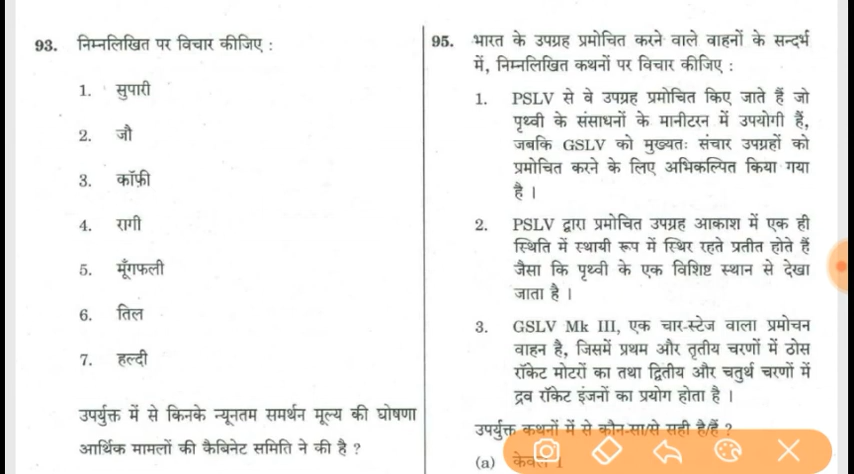 93. निम्नलिखित पर विचार कीजिए :
1. सुपारी
2. जौ
3. कॉफ़ी
4. रागी
5. मूँगफली
6. तिल
7. हल्दी
उपर्युक्त में से किनके न्यूनतम समर्थन मूल्य की घोषणा
आर्थिक मामलों की कैबिनेट समिति ने की है ?
95. भारत के उपग्रह प्रमोचित करने वाले वाहनों के सन्दर्भ
में, निम्नलिखित कथनों पर विचार कीजिए :
1. PSLV से वे उपग्रह प्रमोचित किए जाते हैं जो
पृथ्वी के संसाधनों के मानीटरन में उपयोगी हैं,
जबकि GSLV को मुख्यतः संचार उपग्रहों को
प्रमोचित करने के लिए अभिकल्पित किया गया
है ।
2. PSLV द्वारा प्रमोचित उपग्रह आकाश में एक ही
स्थिति में स्थायी रूप में स्थिर रहते प्रतीत होते हैं
जैसा कि पृथ्वी के एक विशिष्ट स्थान से देखा
जाता है ।
3. GSLV Mk III, एक चार-स्टेज वाला प्रमोचन
वाहन है, जिसमें प्रथम और तृतीय चरणों में ठोस
रॉकेट मोटरों का तथा द्वितीय और चतुर्थ चरणों में
द्रव रॉकेट इंजनों का प्रयोग होता है ।
उपर्युक्त कथनों में से कौन-सा/से सही है/हैं ?
(a) केवल 1